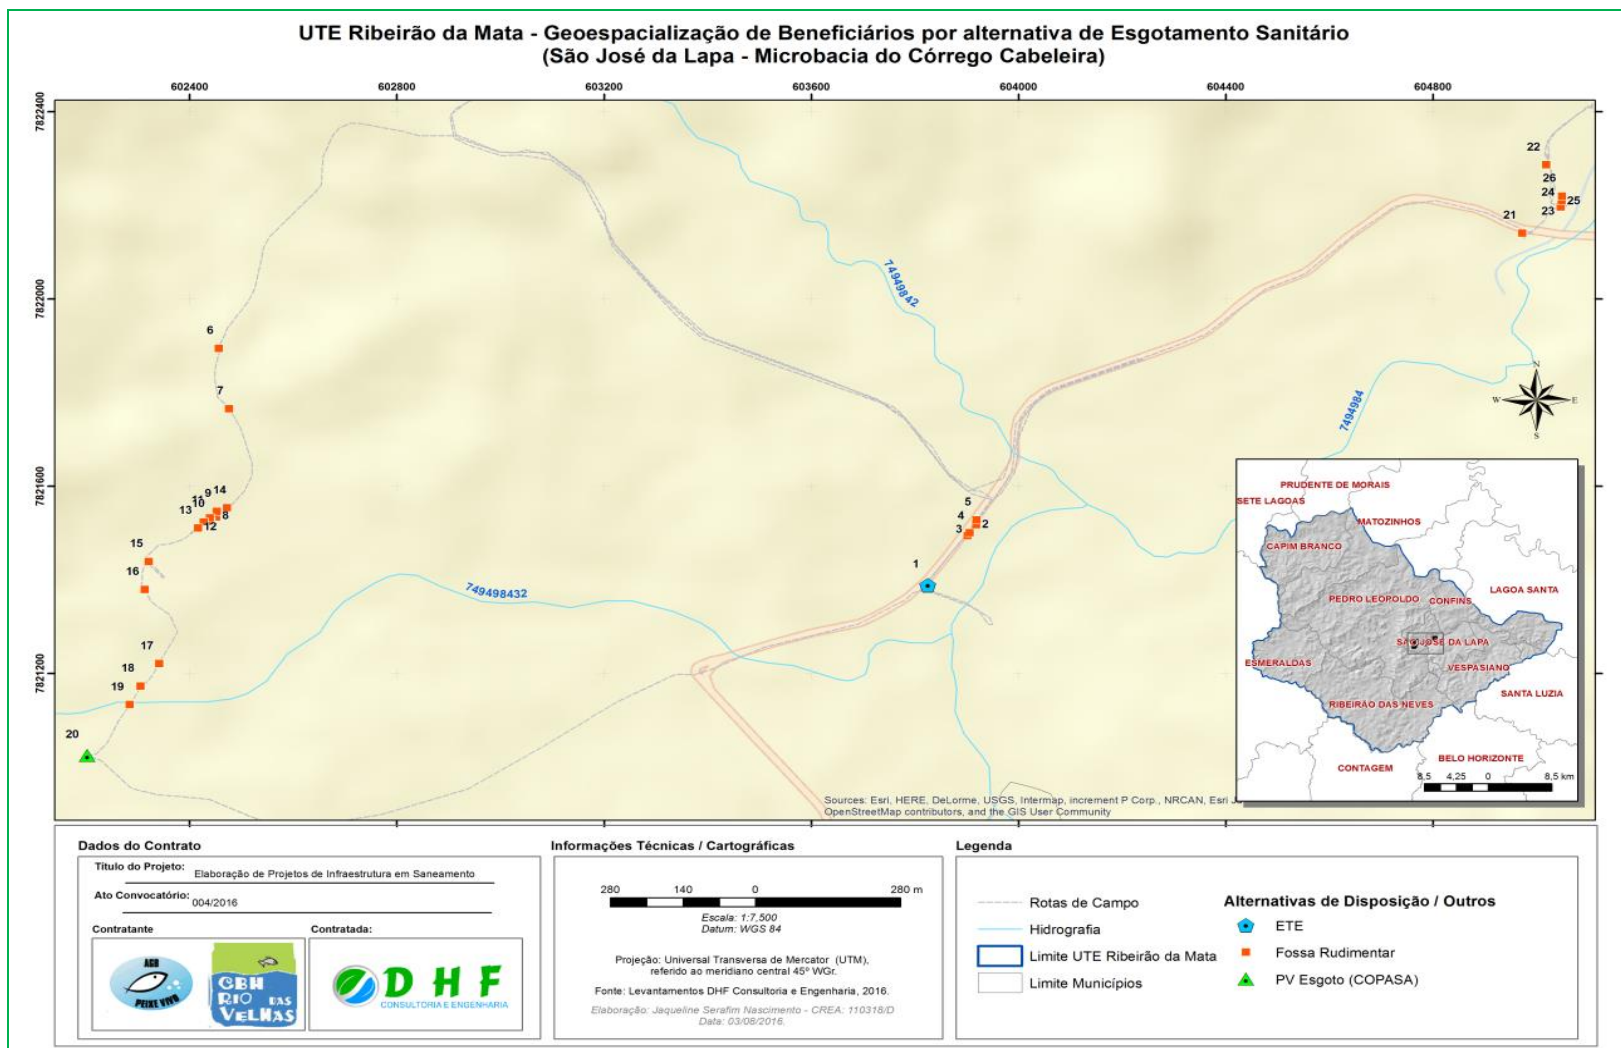 UTE Ribeirão da Mata - Geoespacialização de Beneficiários por alternativa de Esgotamento Sanitário
(São José da Lapa - Microbacia do Córrego Cabeleira)
602400
602800
603200
603600
604000
604400
604800
7822400
7822000
7821600
7821200
22
26
24
25
23
21
74949842
6
7
7494984
N
W
E
S
9
14
10
13
8
12
15
16
5
4
3
2
1
749498432
17
18
19
20
PRUDENTE DE MORAIS
SETE LAGOAS
MATOZINHOS
CAPIM BRANCO
LAGOA SANTA
PEDRO LEOPOLDO
CONFINS
SÃO JOSÉ DA LAPA
ESMERALDAS
VESPASIANO
SANTA LUZIA
RIBEIRÃO DAS NEVES
BELO HORIZONTE
CONTAGEM
8,5 4,25 0 8,5 km
Sources: Esri, HERE, DeLorme, USGS, Intermap, increment P Corp., NRCAN, Esri
OpenStreetMap contributors, and the GIS User Community
Dados do Contrato
Título do Projeto: Elaboração de Projetos de Infraestrutura em Saneamento
Ato Convocatório: 004/2016
Contratante
Contratada:
AGB
PEIXE VIVO
CBH
RIO DAS
VELHAS
DHF
CONSULTORIA E ENGENHARIA
Informações Técnicas / Cartográficas
280 140 0 280 m
Escala: 1:7,500
Datum: WGS 84
Projeção: Universal Transversa de Mercator (UTM),
referido ao meridiano central 45º WGr.
Fonte: Levantamentos DHF Consultoria e Engenharia, 2016.
Elaboração: Jaqueline Serafim Nascimento - CREA: 110318/D
Data: 03/08/2016.
Legenda
Rotas de Campo
Hidrografia
Limite UTE Ribeirão da Mata
Limite Municípios
Alternativas de Disposição / Outros
ETE
Fossa Rudimentar
PV Esgoto (COPASA)